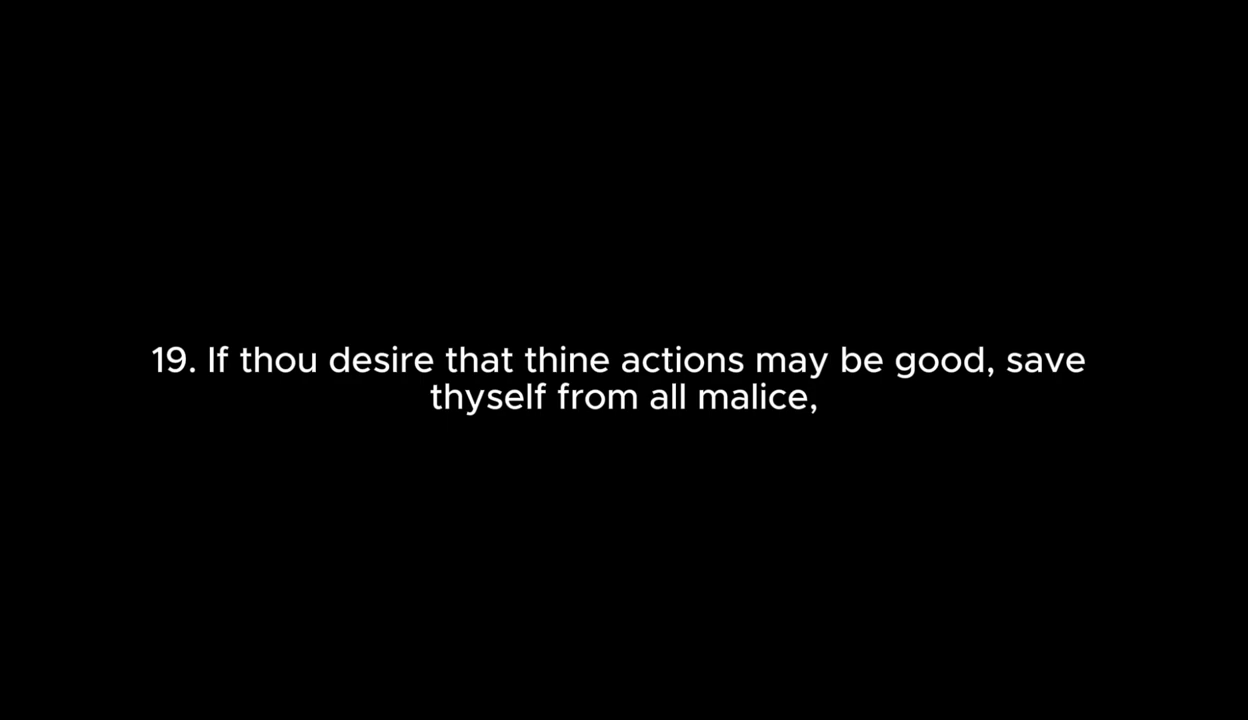 19. If thou desire that thine actions may be good, save
thyself from all malice,